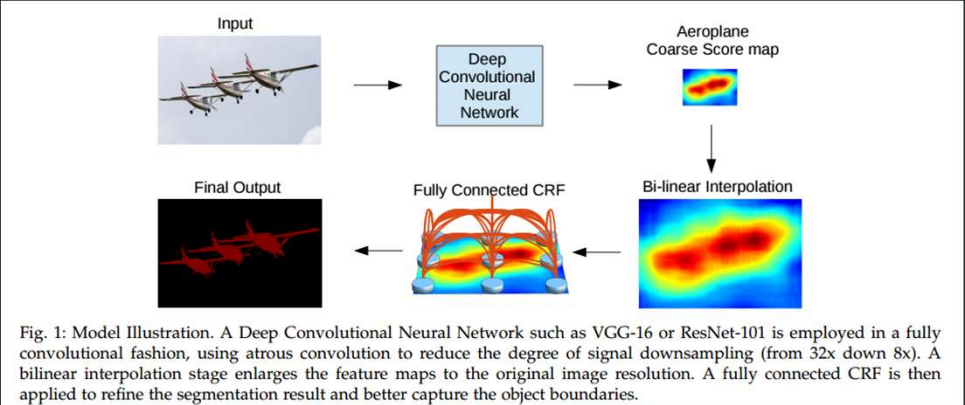 Input
Deep
Convolutional
Neural
Network
Aeroplane
Coarse Score map
Final Output
Fully Connected CRF
Bi-linear Interpolation
Fig. 1: Model Illustration. A Deep Convolutional Neural Network such as VGG-16 or ResNet-101 is employed in a fully
convolutional fashion, using atrous convolution to reduce the degree of signal downsampling (from 32x down 8x). A
bilinear interpolation stage enlarges the feature maps to the original image resolution. A fully connected CRF is then
applied to refine the segmentation result and better capture the object boundaries.